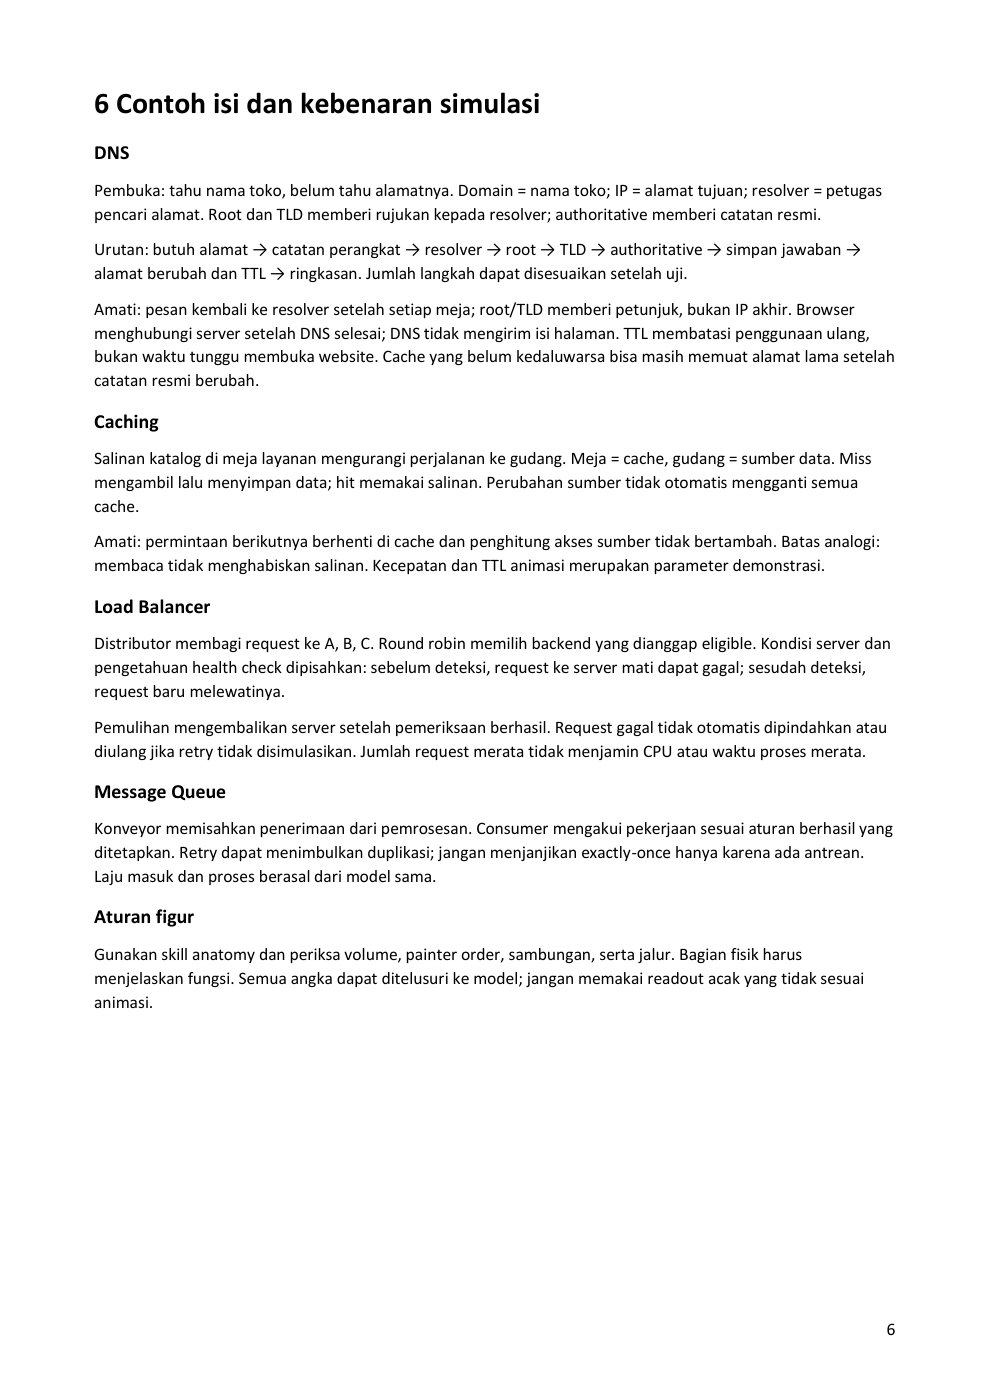 6 Contoh isi dan kebenaran simulasi
DNS
Pembuka: tahu nama toko, belum tahu alamatnya. Domain = nama toko; IP = alamat tujuan; resolver = petugas
pencari alamat. Root dan TLD memberi rujukan kepada resolver; authoritative memberi catatan resmi.
Urutan: butuh alamat → catatan perangkat → resolver → root → TLD → authoritative → simpan jawaban →
alamat berubah dan TTL → ringkasan. Jumlah langkah dapat disesuaikan setelah uji.
Amati: pesan kembali ke resolver setelah setiap meja; root/TLD memberi petunjuk, bukan IP akhir. Browser
menghubungi server setelah DNS selesai; DNS tidak mengirim isi halaman. TTL membatasi penggunaan ulang,
bukan waktu tunggu membuka website. Cache yang belum kedaluwarsa bisa masih memuat alamat lama setelah
catatan resmi berubah.
Caching
Salinan katalog di meja layanan mengurangi perjalanan ke gudang. Meja = cache, gudang = sumber data. Miss
mengambil lalu menyimpan data; hit memakai salinan. Perubahan sumber tidak otomatis mengganti semua
cache.
Amati: permintaan berikutnya berhenti di cache dan penghitung akses sumber tidak bertambah. Batas analogi:
membaca tidak menghabiskan salinan. Kecepatan dan TTL animasi merupakan parameter demonstrasi.
Load Balancer
Distributor membagi request ke A, B, C. Round robin memilih backend yang dianggap eligible. Kondisi server dan
pengetahuan health check dipisahkan: sebelum deteksi, request ke server mati dapat gagal; sesudah deteksi,
request baru melewatinya.
Pemulihan mengembalikan server setelah pemeriksaan berhasil. Request gagal tidak otomatis dipindahkan atau
diulang jika retry tidak disimulasikan. Jumlah request merata tidak menjamin CPU atau waktu proses merata.
Message Queue
Konveyor memisahkan penerimaan dari pemrosesan. Consumer mengakui pekerjaan sesuai aturan berhasil yang
ditetapkan. Retry dapat menimbulkan duplikasi; jangan menjanjikan exactly-once hanya karena ada antrean.
Laju masuk dan proses berasal dari model sama.
Aturan figur
Gunakan skill anatomy dan periksa volume, painter order, sambungan, serta jalur. Bagian fisik harus
menjelaskan fungsi. Semua angka dapat ditelusuri ke model; jangan memakai readout acak yang tidak sesuai
animasi.
6